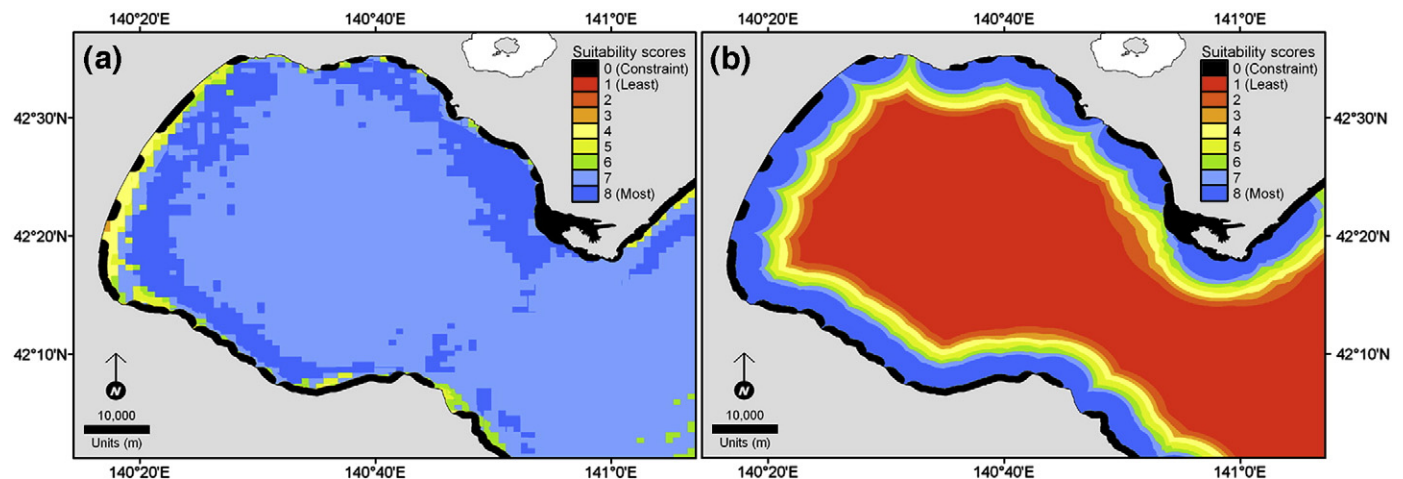 140°20'E 140°40'E 141°0'E 140°20'E 140°40'E 141°0'E
(a)
Suitability scores
0 (Constraint)
1 (Least)
2
3
4
5
6
7
8 (Most)
42°30'N
42°20'N
42°10'N
N
10,000
Units (m)
140°20'E 140°40'E 141°0'E
(b)
Suitability scores
0 (Constraint)
1 (Least)
2
3
4
5
6
7
8 (Most)
42°30'N
42°20'N
42°10'N
N
10,000
Units (m)
140°20'E 140°40'E 141°0'E